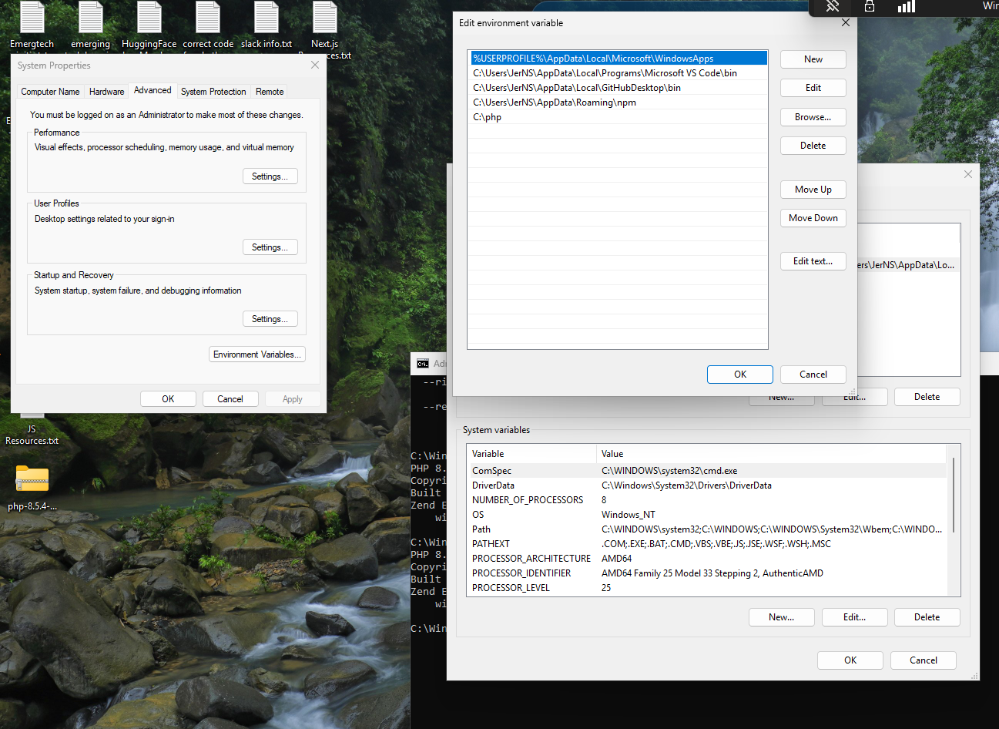 Emergtech
emerging
HuggingFace
correct code
slack info.txt
Next.js
System Properties
Computer Name
Hardware
Advanced
System Protection
Remote
You must be logged on as an Administrator to make most of these changes.
Performance
Visual effects, processor scheduling, memory usage, and virtual memory
Settings...
User Profiles
Desktop settings related to your sign-in
Settings...
Startup and Recovery
System startup, system failure, and debugging information
Settings...
Environment Variables...
OK
Cancel
Apply
JS
Resources.txt
php-8.5.4-...
Edit environment variable
%USERPROFILE%\AppData\Local\Microsoft\WindowsApps
C:\Users\JerNS\AppData\Local\Programs\Microsoft VS Code\bin
C:\Users\JerNS\AppData\Local\GitHubDesktop\bin
C:\Users\JerNS\AppData\Roaming\npm
C:\php
New
Edit
Browse...
Delete
Move Up
Move Down
Edit text...
OK
Cancel
ers\JerNS\AppData\Lo...
New...
Edit...
Delete
System variables
Variable
Value
ComSpec
C:\WINDOWS\system32\cmd.exe
DriverData
C:\Windows\System32\Drivers\DriverData
NUMBER_OF_PROCESSORS
8
OS
Windows_NT
Path
C:\WINDOWS\system32;C:\WINDOWS;C:\WINDOWS\System32\Wbem;C:\WINDO...
PATHEXT
.COM;.EXE;.BAT;.CMD;.VBS;.VBE;.JS;.JSE;.WSF;.WSH;.MSC
PROCESSOR_ARCHITECTURE
AMD64
PROCESSOR_IDENTIFIER
AMD64 Family 25 Model 33 Stepping 2, AuthenticAMD
PROCESSOR_LEVEL
25
New...
Edit...
Delete
OK
Cancel
--ri
--re
C:\Win
PHP 8.
Copyri
Built
Zend E
wi
C:\Win
PHP 8.
Copyri
Built
Zend E
wi
C:\Win